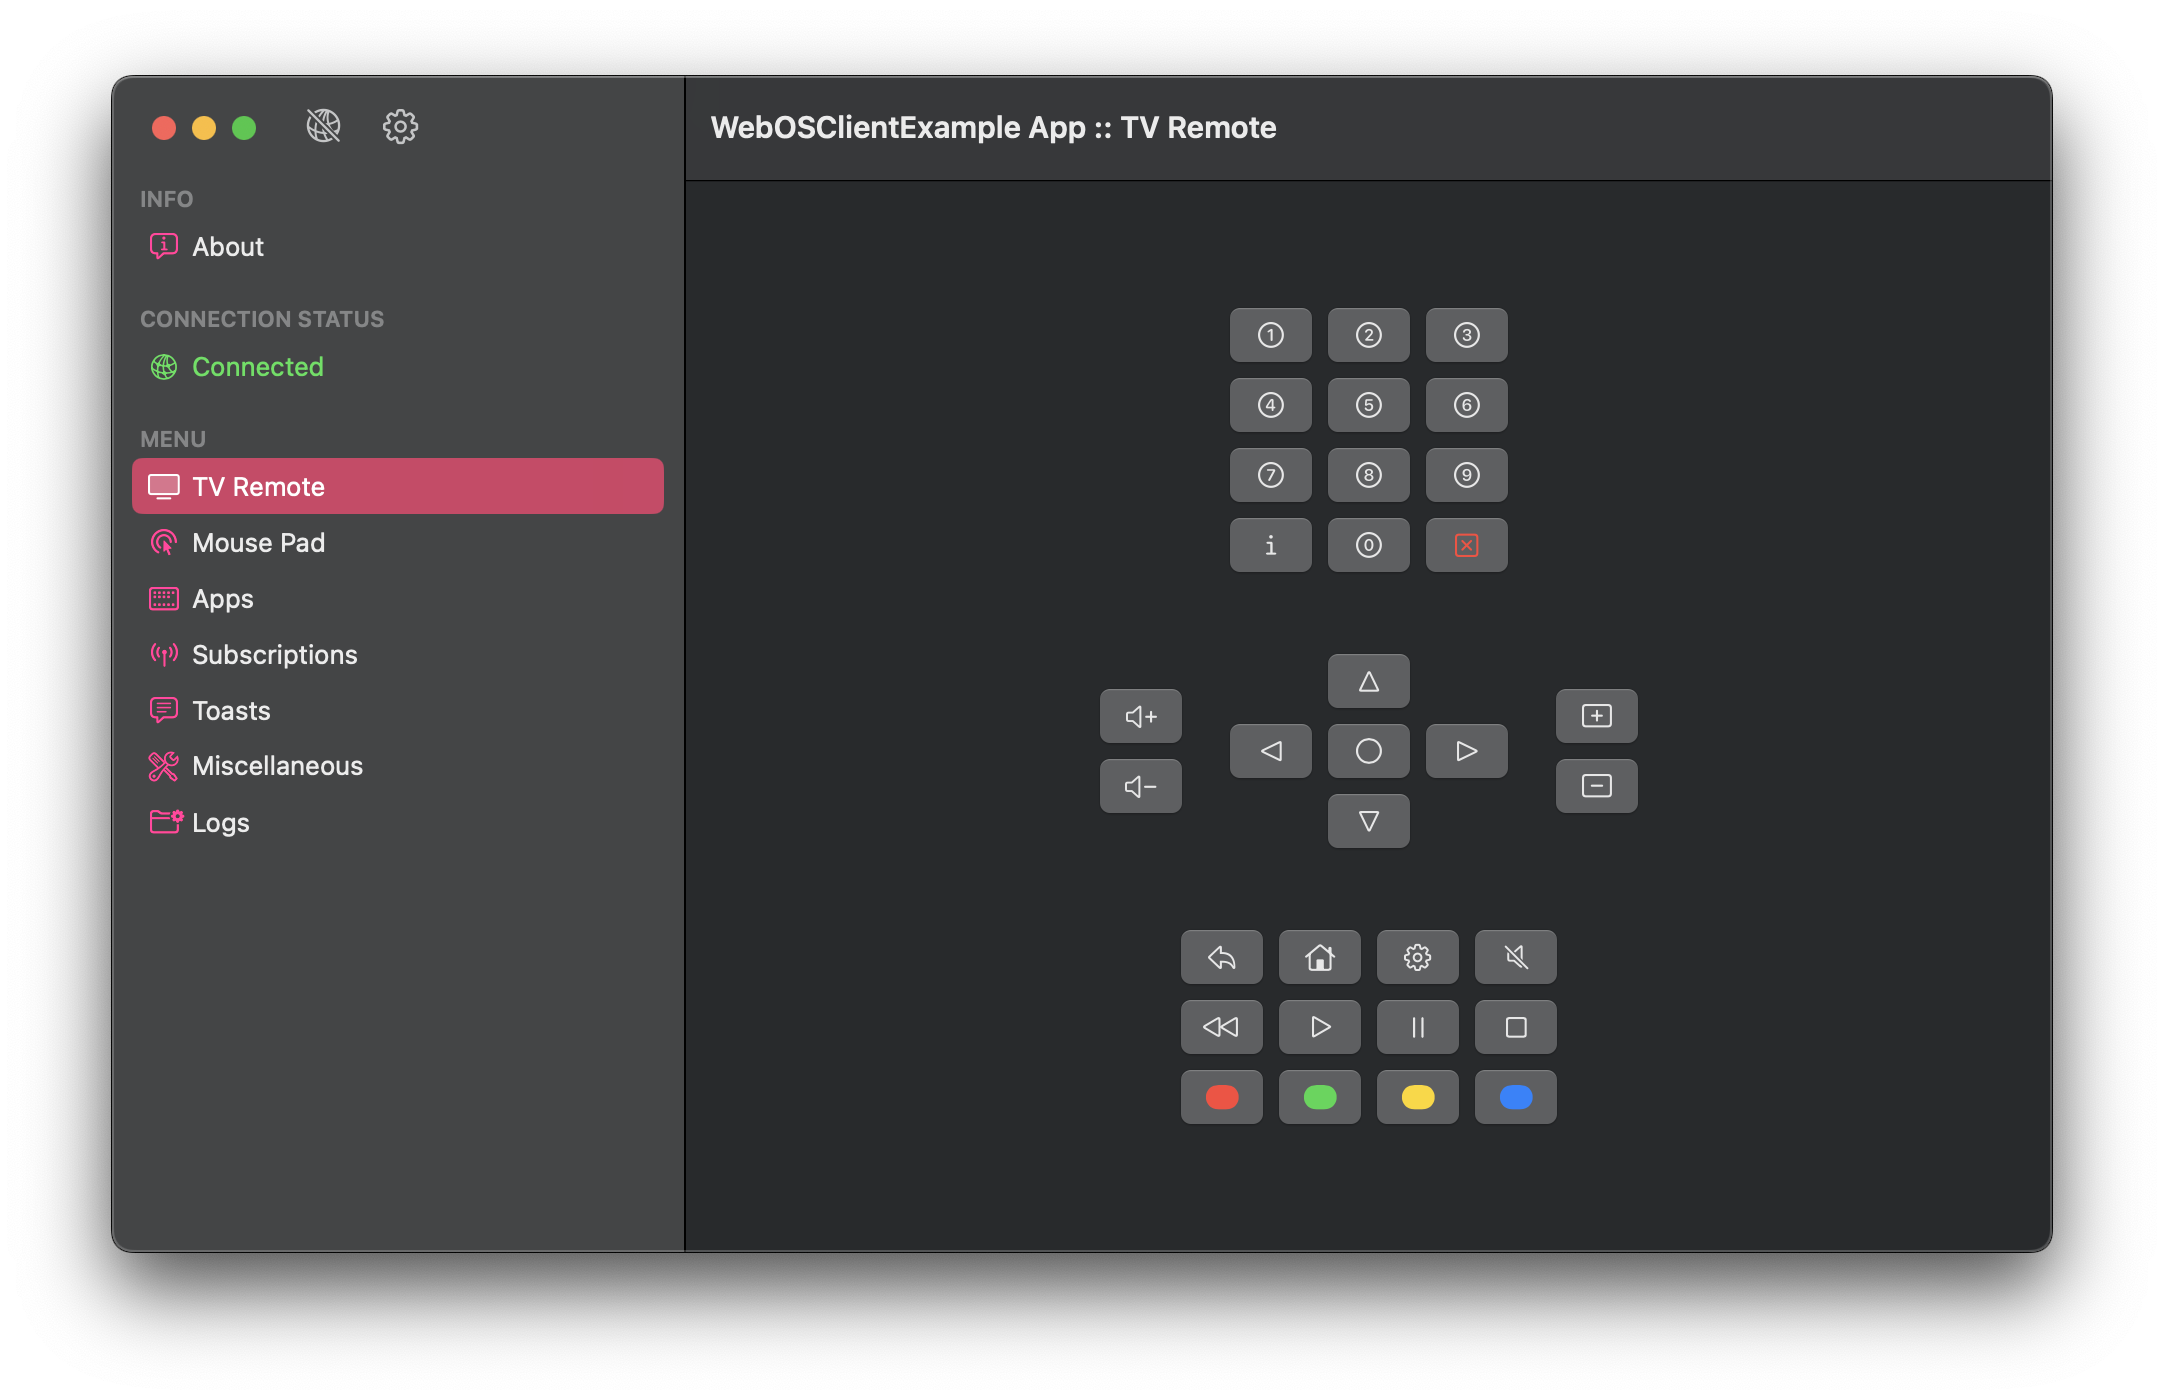 WebOSClientExample App :: TV Remote
INFO
About
CONNECTION STATUS
Connected
MENU
TV Remote
Mouse Pad
Apps
Subscriptions
Toasts
Miscellaneous
Logs
1 2 3
4 5 6
7 8 9
i 0